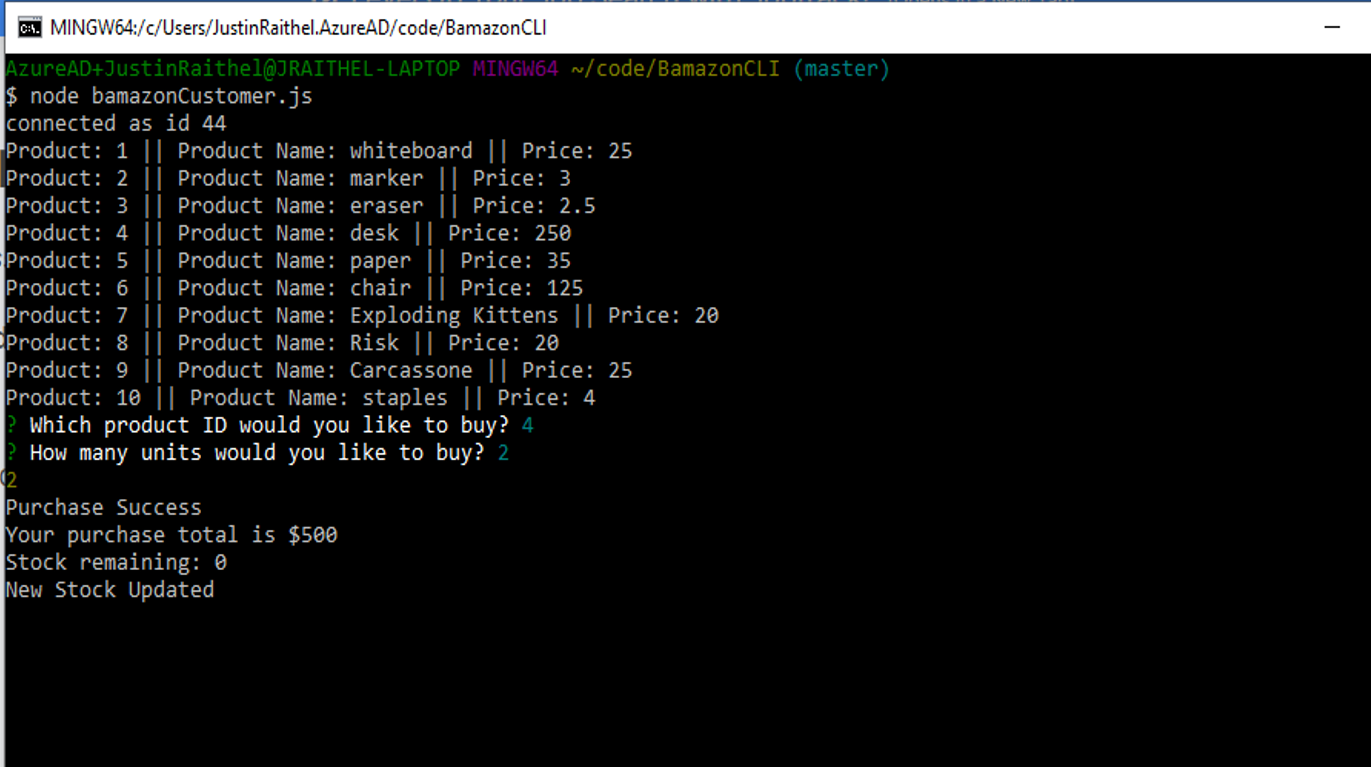 MINGW64:/c/Users/JustinRaithel.AzureAD/code/BamazonCLI
AzureAD+JustinRaithel@JRAITHEL-LAPTOP MINGW64 ~/code/BamazonCLI (master)
$ node bamazonCustomer.js
connected as id 44
Product: 1 || Product Name: whiteboard || Price: 25
Product: 2 || Product Name: marker || Price: 3
Product: 3 || Product Name: eraser || Price: 2.5
Product: 4 || Product Name: desk || Price: 250
Product: 5 || Product Name: paper || Price: 35
Product: 6 || Product Name: chair || Price: 125
Product: 7 || Product Name: Exploding Kittens || Price: 20
Product: 8 || Product Name: Risk || Price: 20
Product: 9 || Product Name: Carcassone || Price: 25
Product: 10 || Product Name: staples || Price: 4
? Which product ID would you like to buy? 4
? How many units would you like to buy? 2
2
Purchase Success
Your purchase total is $500
Stock remaining: 0
New Stock Updated